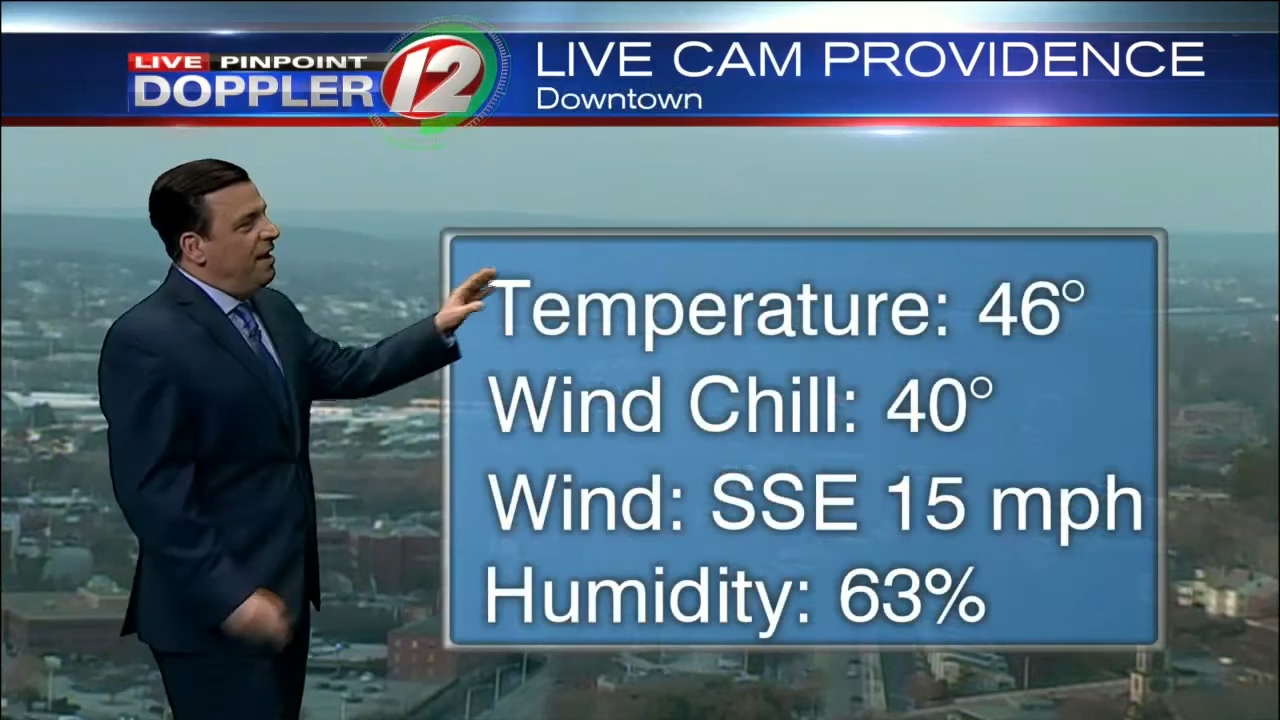 LIVE PINPOINT
DOPPLER 12
LIVE CAM PROVIDENCE
Downtown
Temperature: 46°
Wind Chill: 40°
Wind: SSE 15 mph
Humidity: 63%